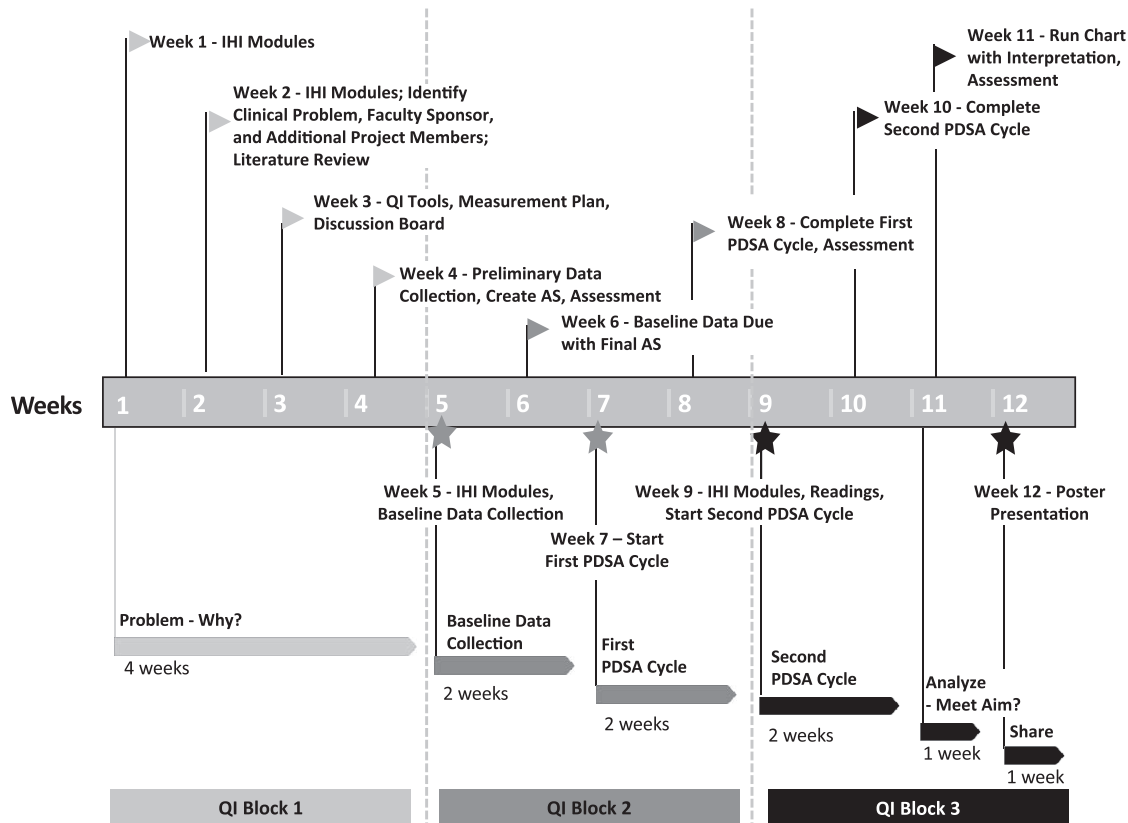 Week 1 - IHI Modules
Week 2 - IHI Modules; Identify
Clinical Problem, Faculty Sponsor,
and Additional Project Members;
Literature Review
Week 3 - QI Tools, Measurement Plan,
Discussion Board
Week 4 - Preliminary Data
Collection, Create AS, Assessment
Week 6 - Baseline Data Due
with Final AS
Week 8 - Complete First
PDSA Cycle, Assessment
Week 10 - Complete
Second PDSA Cycle
Week 11 - Run Chart
with Interpretation,
Assessment
Weeks
1
2
3
4
5
6
7
8
9
10
11
12
Week 5 - IHI Modules,
Baseline Data Collection
Week 7 – Start
First PDSA Cycle
Week 9 - IHI Modules, Readings,
Start Second PDSA Cycle
Week 12 - Poster
Presentation
Problem - Why?
4 weeks
Baseline Data
Collection
2 weeks
First
PDSA Cycle
2 weeks
Second
PDSA Cycle
2 weeks
Analyze
- Meet Aim?
1 week
Share
1 week
QI Block 1
QI Block 2
QI Block 3